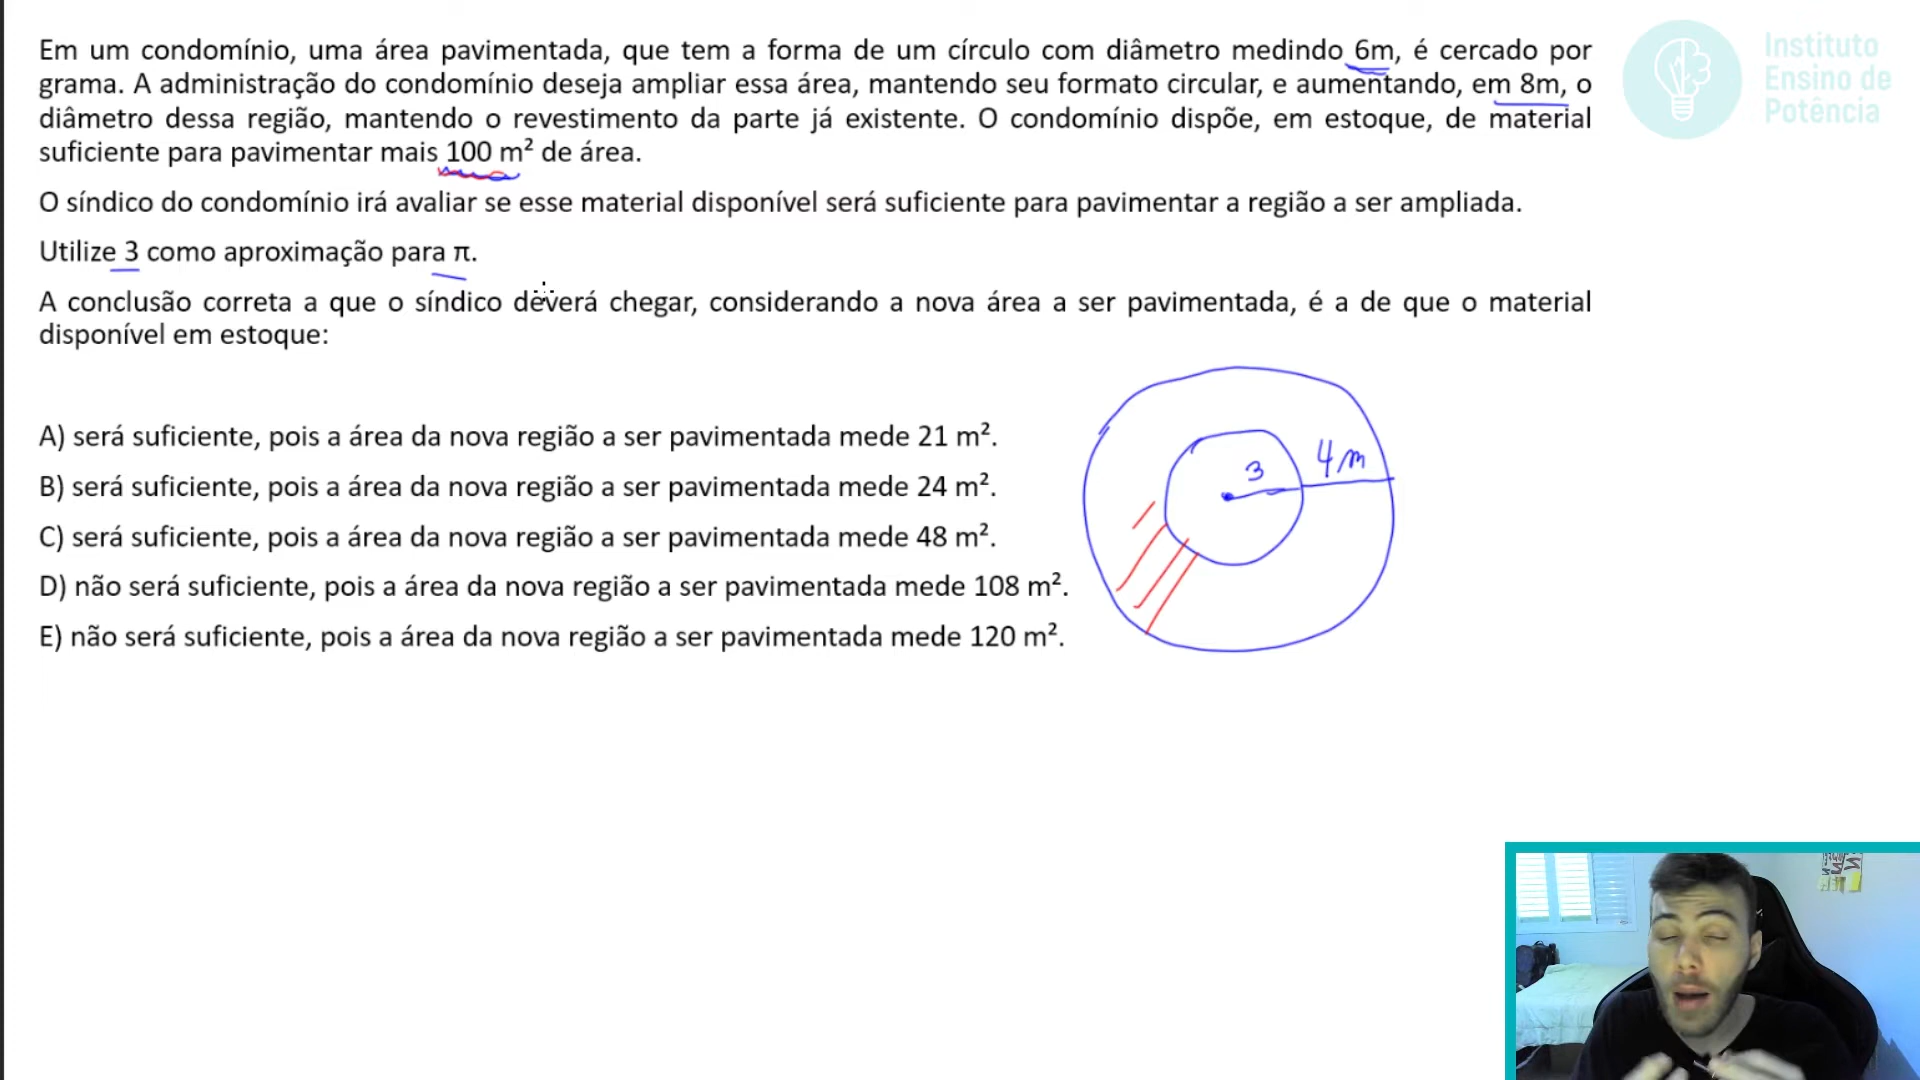 Em um condomínio, uma área pavimentada, que tem a forma de um círculo com diâmetro medindo 6m, é cercado por
grama. A administração do condomínio deseja ampliar essa área, mantendo seu formato circular, e aumentando, em 8m, o
diâmetro dessa região, mantendo o revestimento da parte já existente. O condomínio dispõe, em estoque, de material
suficiente para pavimentar mais 100 m² de área.
O síndico do condomínio irá avaliar se esse material disponível será suficiente para pavimentar a região a ser ampliada.
Utilize 3 como aproximação para π.
A conclusão correta a que o síndico deverá chegar, considerando a nova área a ser pavimentada, é a de que o material
disponível em estoque:
A) será suficiente, pois a área da nova região a ser pavimentada mede 21 m².
B) será suficiente, pois a área da nova região a ser pavimentada mede 24 m².
C) será suficiente, pois a área da nova região a ser pavimentada mede 48 m².
D) não será suficiente, pois a área da nova região a ser pavimentada mede 108 m².
E) não será suficiente, pois a área da nova região a ser pavimentada mede 120 m².
3
4m
Instituto
Ensino de
Potência